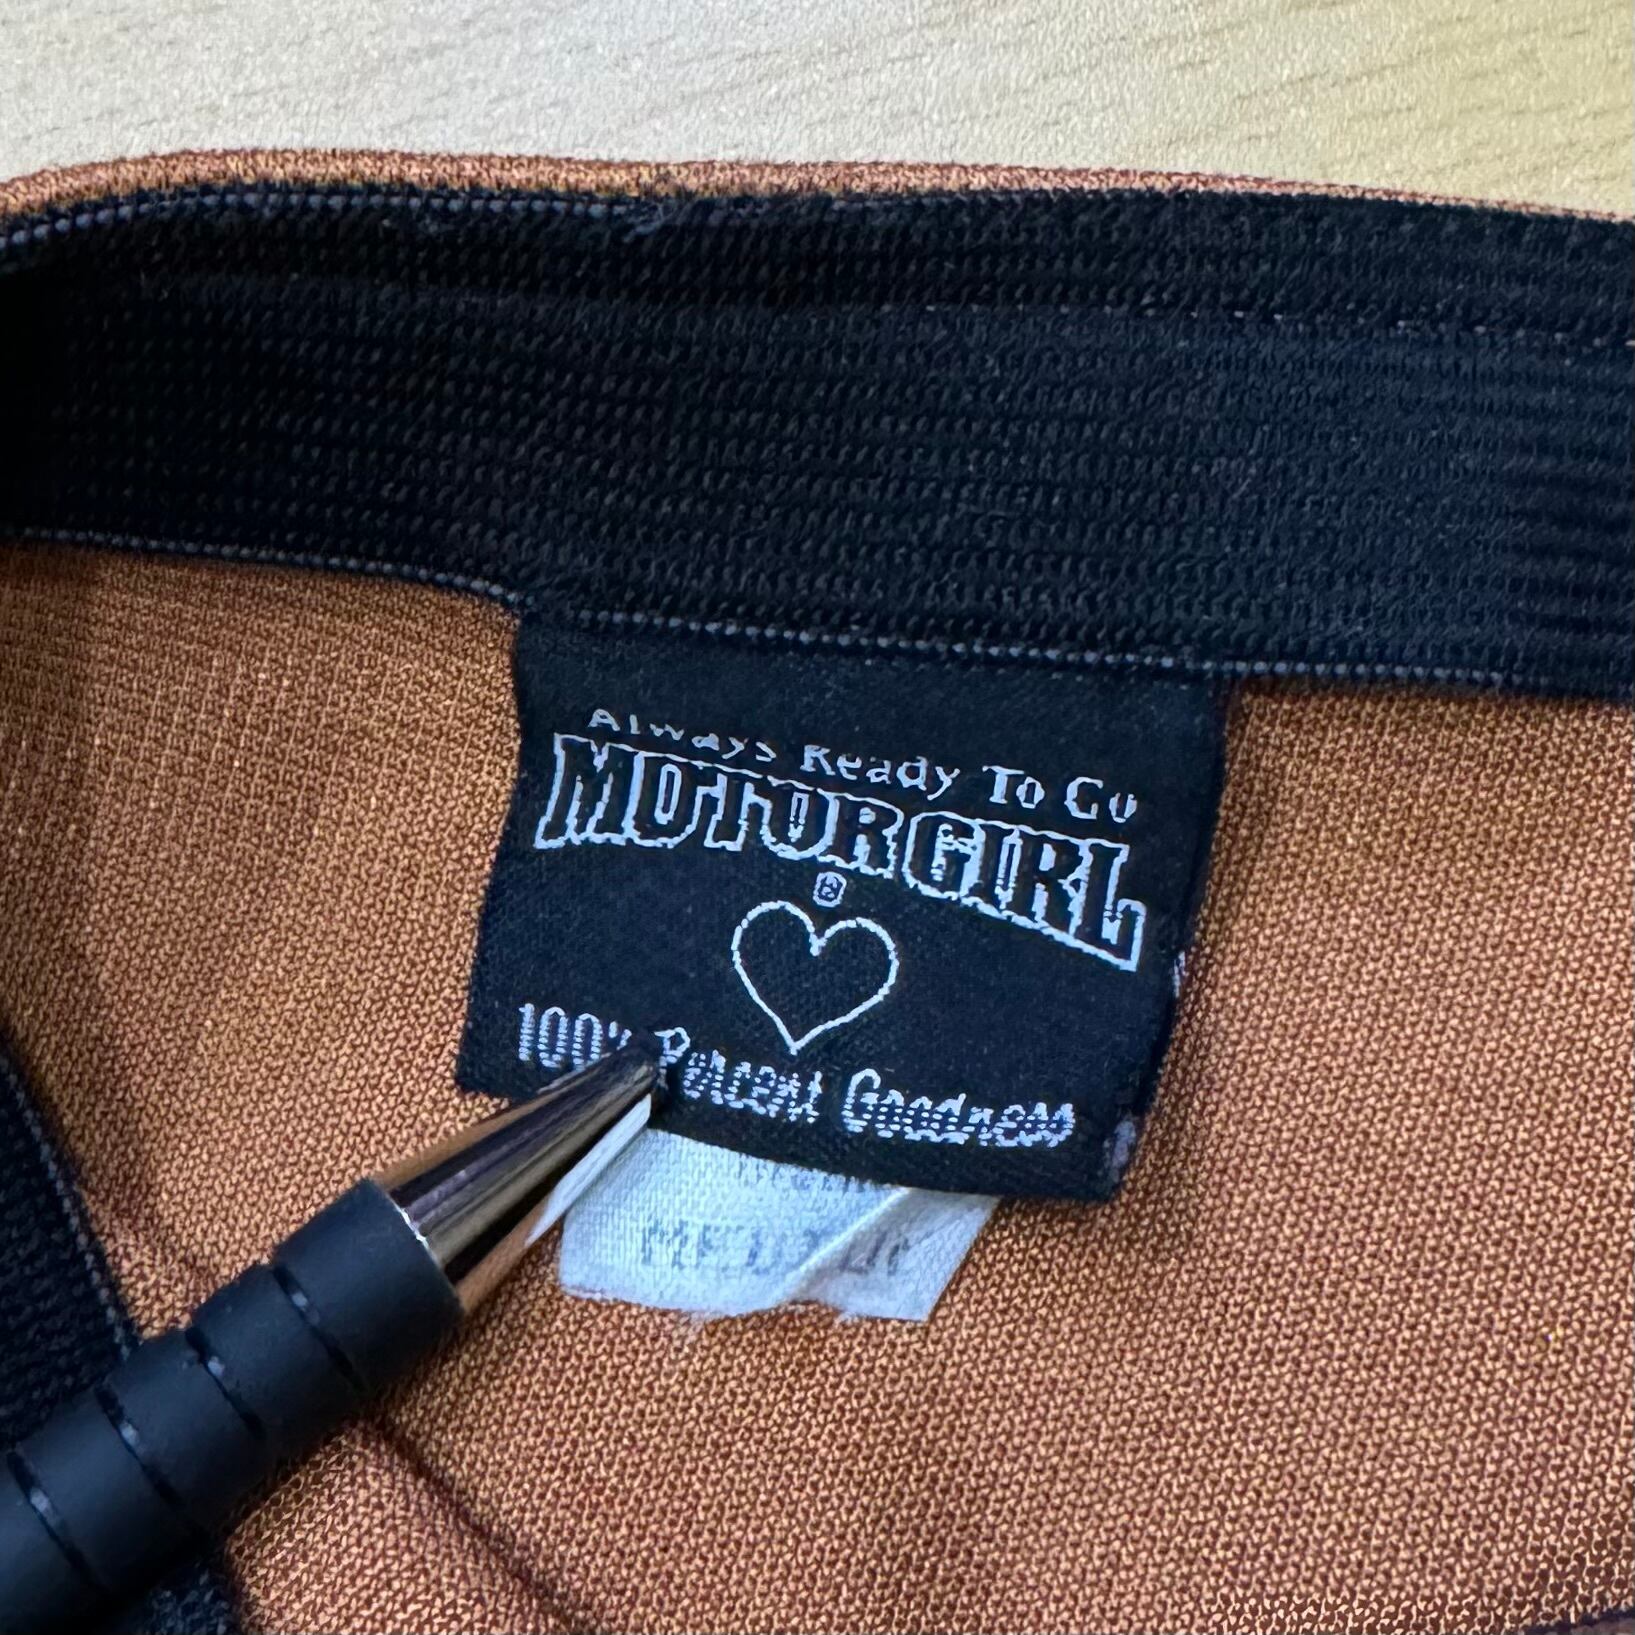 Always Ready To Go
MOTORGIRL
®
100% Percent Goodness
MEDIUM